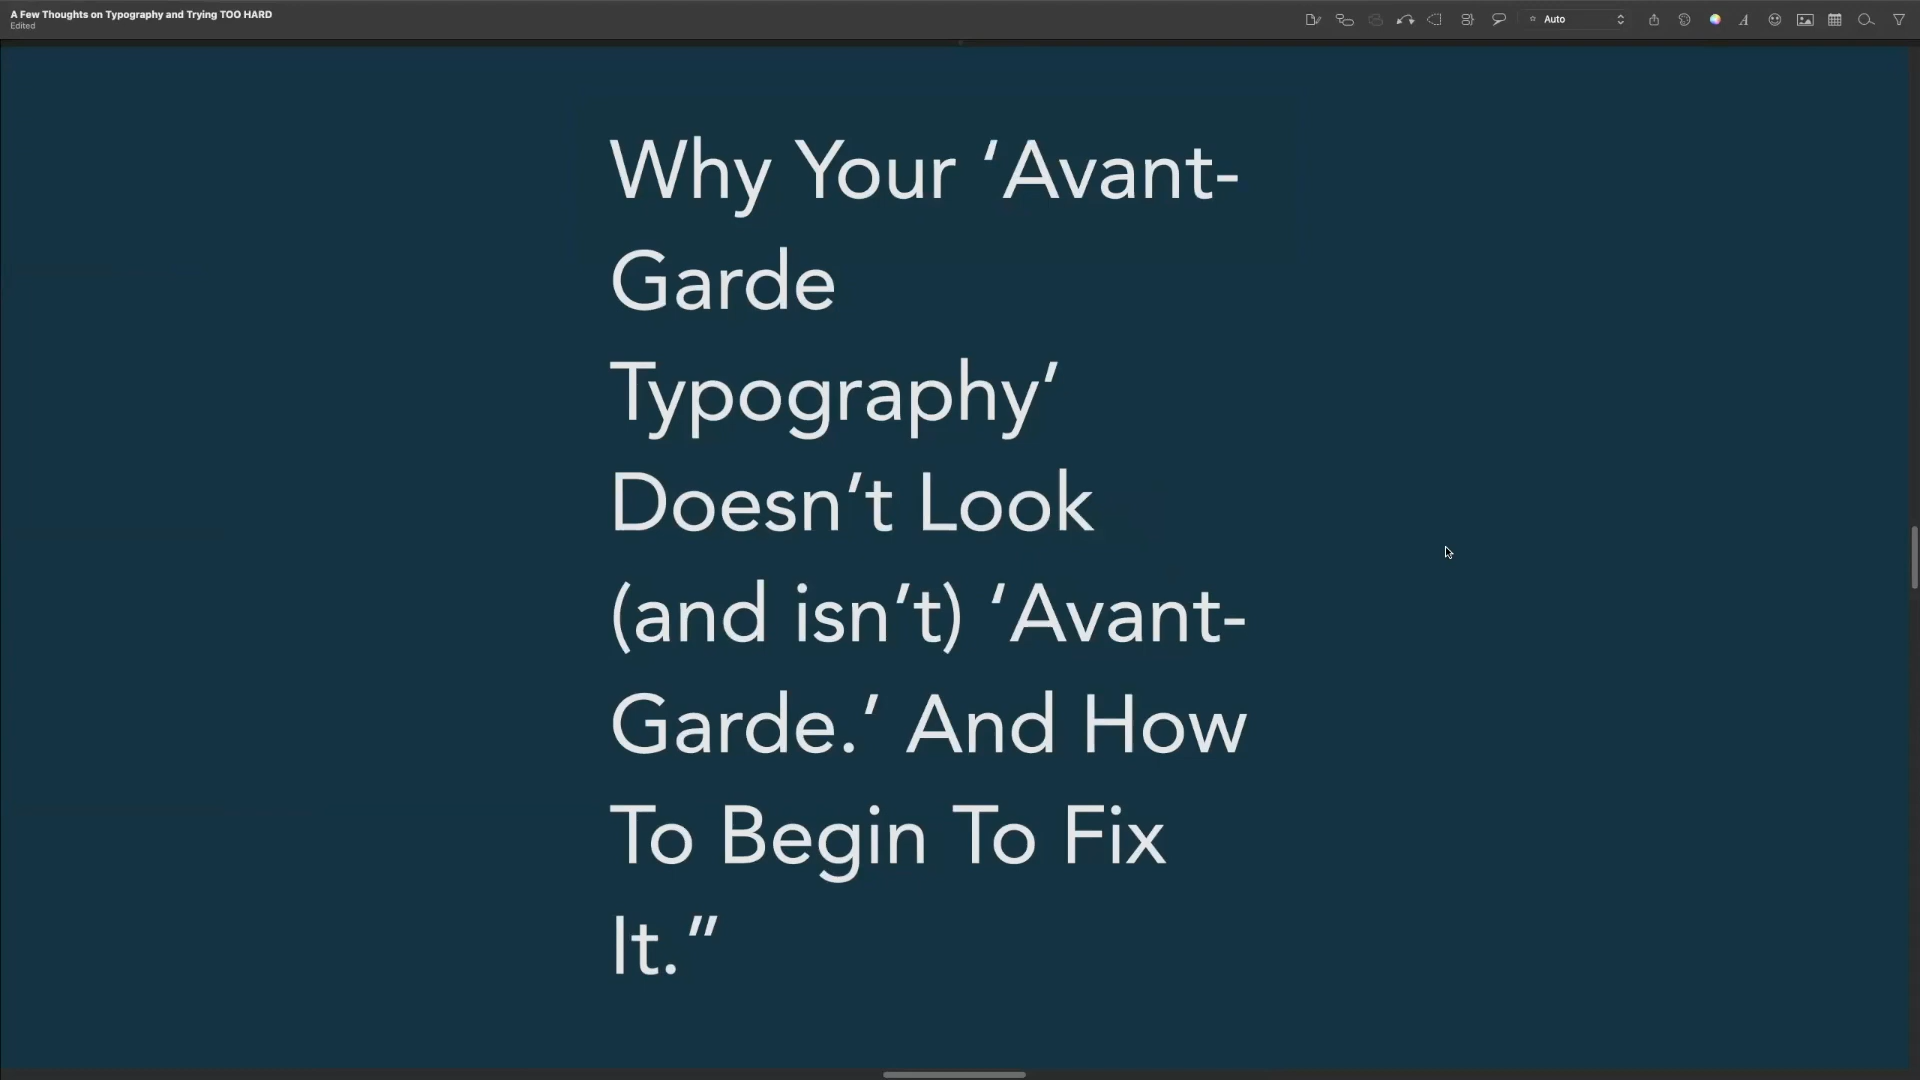 A Few Thoughts on Typography and Trying TOO HARD
Edited
Auto
Why Your ‘Avant-
Garde
Typography’
Doesn’t Look
(and isn’t) ‘Avant-
Garde.’ And How
To Begin To Fix
It.”